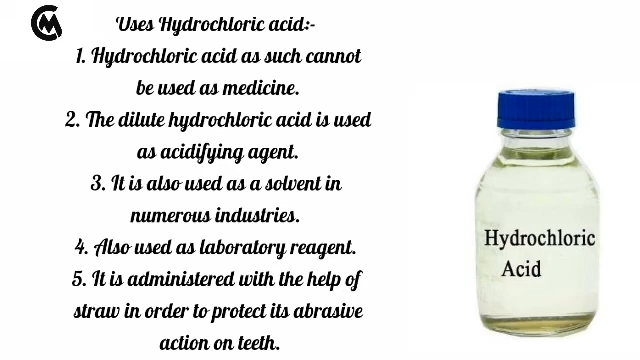 Uses Hydrochloric acid:-
1. Hydrochloric acid as such cannot
be used as medicine.
2. The dilute hydrochloric acid is used
as acidifying agent.
3. It is also used as a solvent in
numerous industries.
4. Also used as laboratory reagent.
5. It is administered with the help of
straw in order to protect its abrasive
action on teeth.
Hydrochloric
Acid